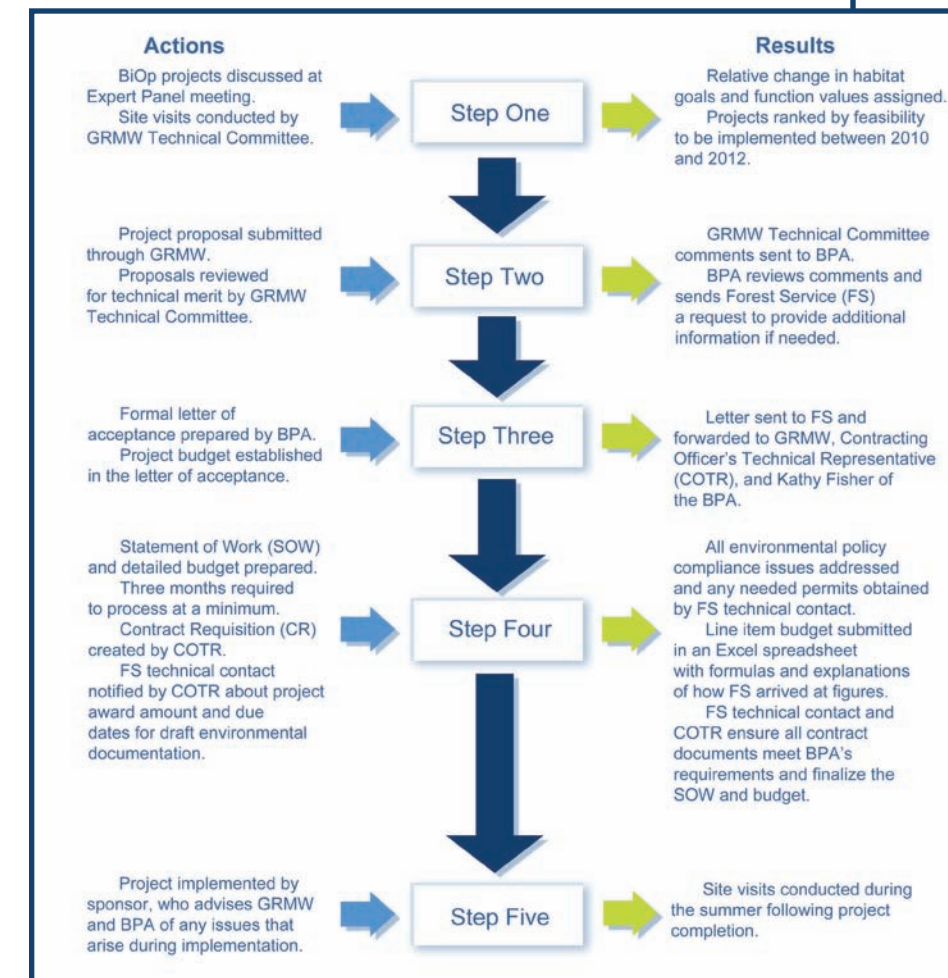 Actions
Results
BiOp projects discussed at
Expert Panel meeting.
Site visits conducted by
GRMW Technical Committee.
Step One
Relative change in habitat
goals and function values assigned.
Projects ranked by feasibility
to be implemented between 2010
and 2012.
Project proposal submitted
through GRMW.
Proposals reviewed
for technical merit by GRMW
Technical Committee.
Step Two
GRMW Technical Committee
comments sent to BPA.
BPA reviews comments and
sends Forest Service (FS)
a request to provide additional
information if needed.
Formal letter of
acceptance prepared by BPA.
Project budget established
in the letter of acceptance.
Step Three
Letter sent to FS and
forwarded to GRMW, Contracting
Officer's Technical Representative
(COTR), and Kathy Fisher of
the BPA.
Statement of Work (SOW)
and detailed budget prepared.
Three months required
to process at a minimum.
Contract Requisition (CR)
created by COTR.
FS technical contact
notified by COTR about project
award amount and due
dates for draft environmental
documentation.
Step Four
All environmental policy
compliance issues addressed
and any needed permits obtained
by FS technical contact.
Line item budget submitted
in an Excel spreadsheet
with formulas and explanations
of how FS arrived at figures.
FS technical contact and
COTR ensure all contract
documents meet BPA's
requirements and finalize the
SOW and budget.
Project implemented by
sponsor, who advises GRMW
and BPA of any issues that
arise during implementation.
Step Five
Site visits conducted during
the summer following project
completion.